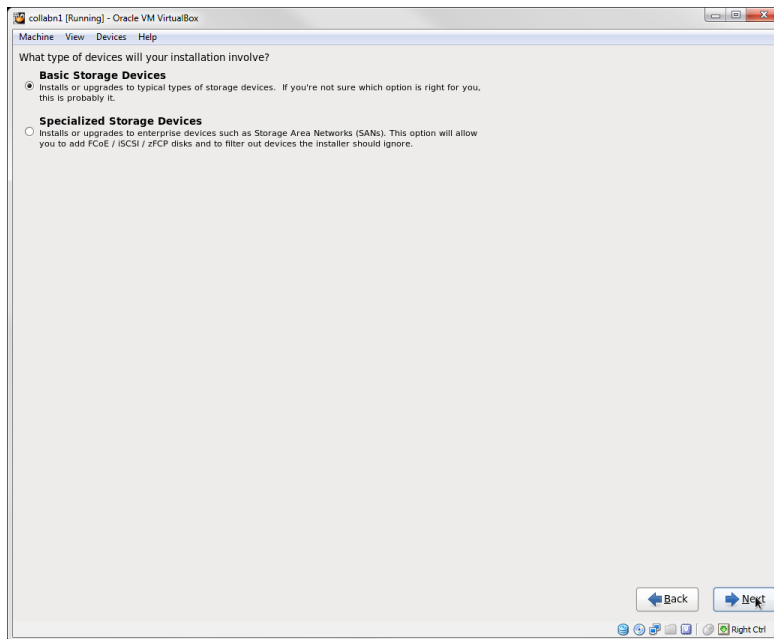 collabn1 [Running] - Oracle VM VirtualBox
Machine View Devices Help
What type of devices will your installation involve?
Basic Storage Devices
Installs or upgrades to typical types of storage devices. If you're not sure which option is right for you,
this is probably it.
Specialized Storage Devices
Installs or upgrades to enterprise devices such as Storage Area Networks (SANs). This option will allow
you to add FCoE / iSCSI / zFCP disks and to filter out devices the installer should ignore.
Back Next
Right Ctrl